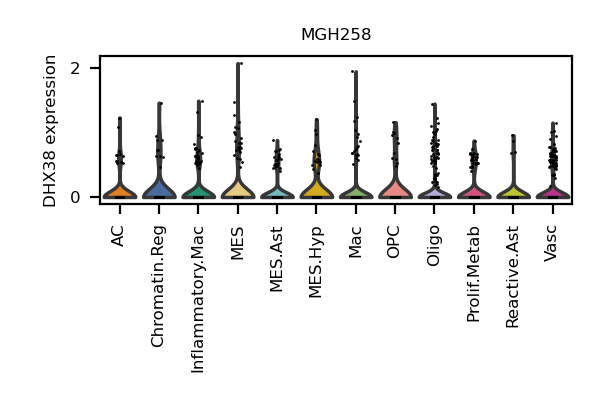 MGH258
DHX38 expression
2
0
AC
Chromatin.Reg
Inflammatory.Mac
MES
MES.Ast
MES.Hyp
Mac
OPC
Oligo
Prolif.Metab
Reactive.Ast
Vasc